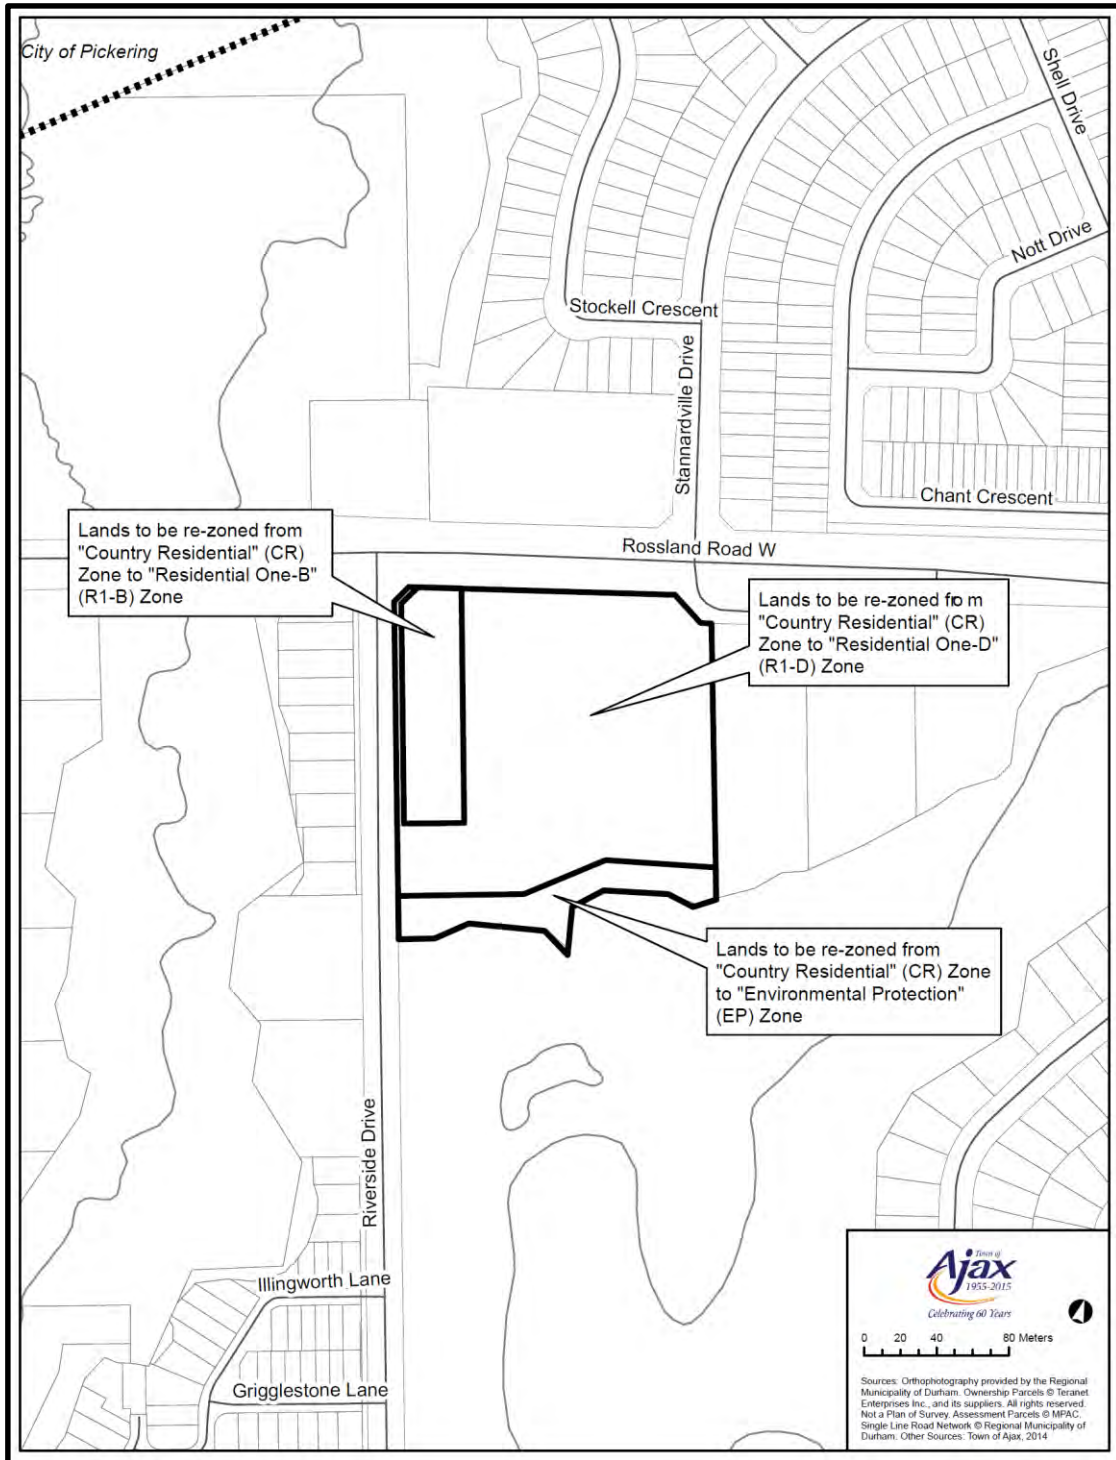 City of Pickering
Shell Drive
Nott Drive
Stockell Crescent
Stannardville Drive
Chant Crescent
Rossland Road W
Lands to be re-zoned from
"Country Residential" (CR)
Zone to "Residential One-B"
(R1-B) Zone
Lands to be re-zoned from
"Country Residential" (CR)
Zone to "Residential One-D"
(R1-D) Zone
Lands to be re-zoned from
"Country Residential" (CR) Zone
to "Environmental Protection"
(EP) Zone
Riverside Drive
Illingworth Lane
Grigglestone Lane
Town of
Ajax
1955-2015
Celebrating 60 Years
0 20 40 80 Meters
Sources: Orthophotography provided by the Regional
Municipality of Durham. Ownership Parcels © Teranet
Enterprises Inc., and its suppliers. All rights reserved.
Not a Plan of Survey. Assessment Parcels © MPAC.
Single Line Road Network © Regional Municipality of
Durham. Other Sources: Town of Ajax, 2014